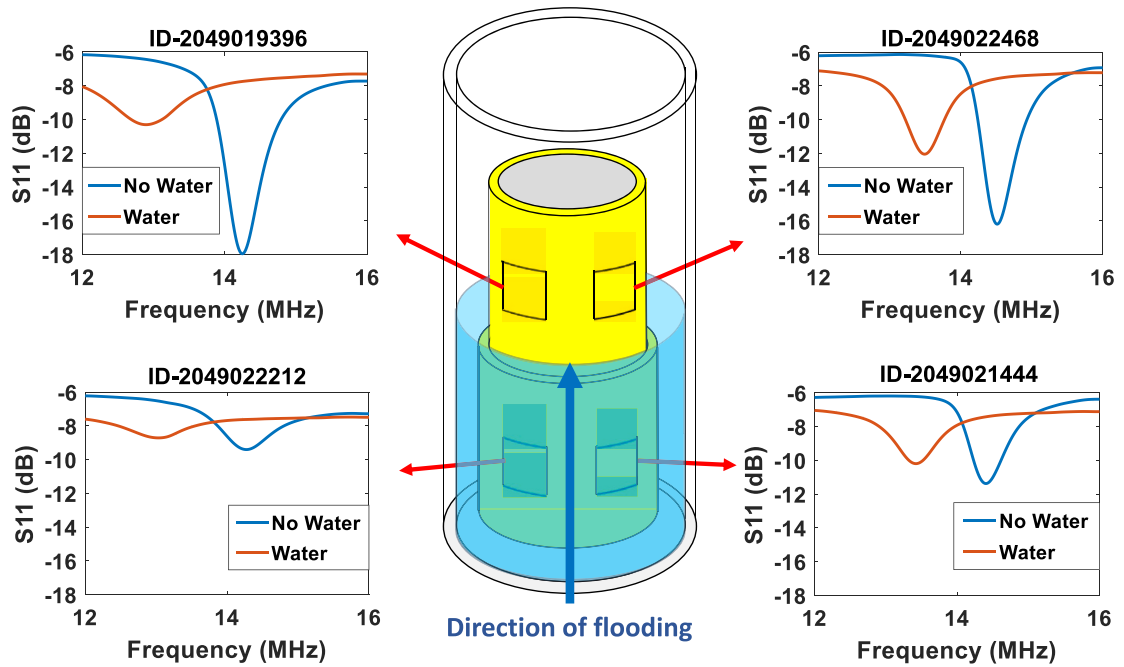 ID-2049019396
-6
-8
-10
-12
-14
-16
-18
S11 (dB)
No Water
Water
12
14
16
Frequency (MHz)
ID-2049022468
-6
-8
-10
-12
-14
-16
-18
S11 (dB)
No Water
Water
12
14
16
Frequency (MHz)
ID-2049022212
-6
-8
-10
-12
-14
-16
-18
S11 (dB)
No Water
Water
12
14
16
Frequency (MHz)
ID-2049021444
-6
-8
-10
-12
-14
-16
-18
S11 (dB)
No Water
Water
12
14
16
Frequency (MHz)
Direction of flooding